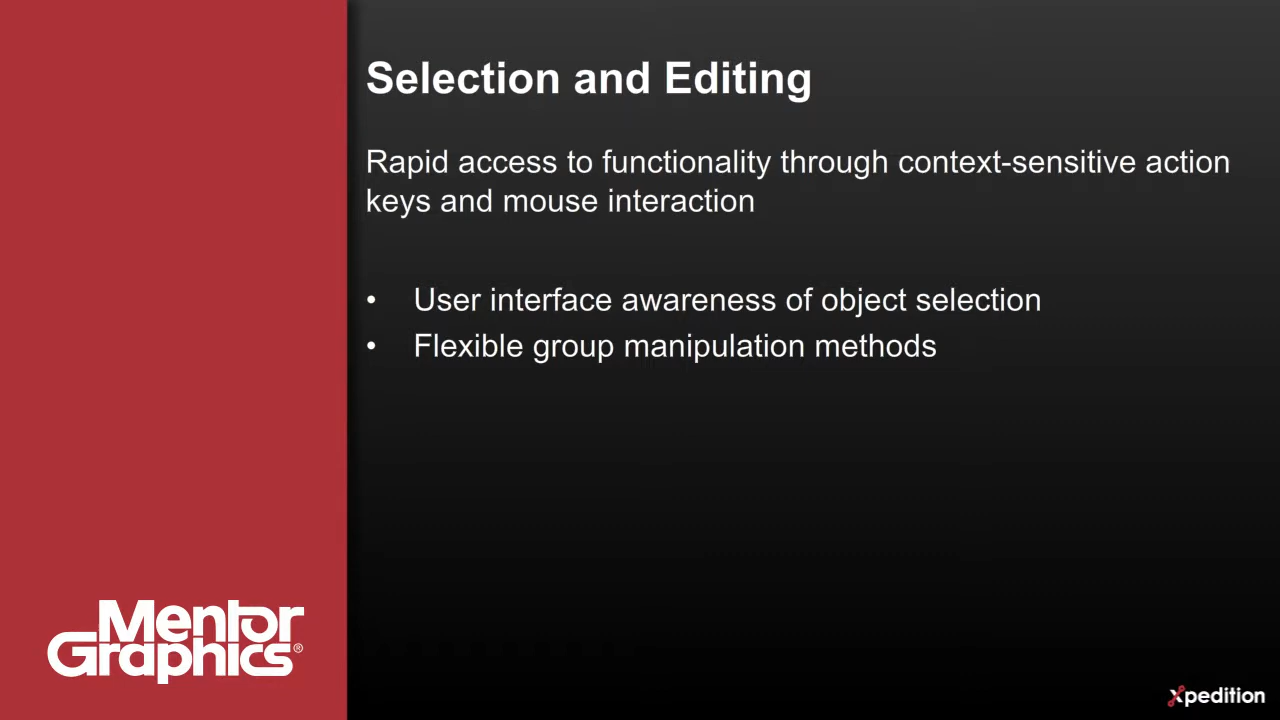 Selection and Editing
Rapid access to functionality through context-sensitive action
keys and mouse interaction
• User interface awareness of object selection
• Flexible group manipulation methods
Mentor
Graphics®
xpedition